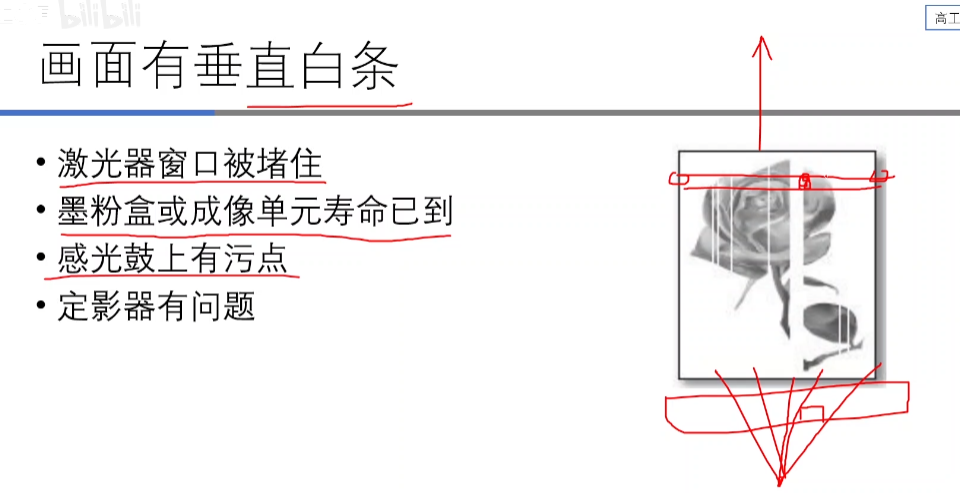 bilibili
高工
画面有垂直白条
• 激光器窗口被堵住
• 墨粉盒或成像单元寿命已到
• 感光鼓上有污点
• 定影器有问题